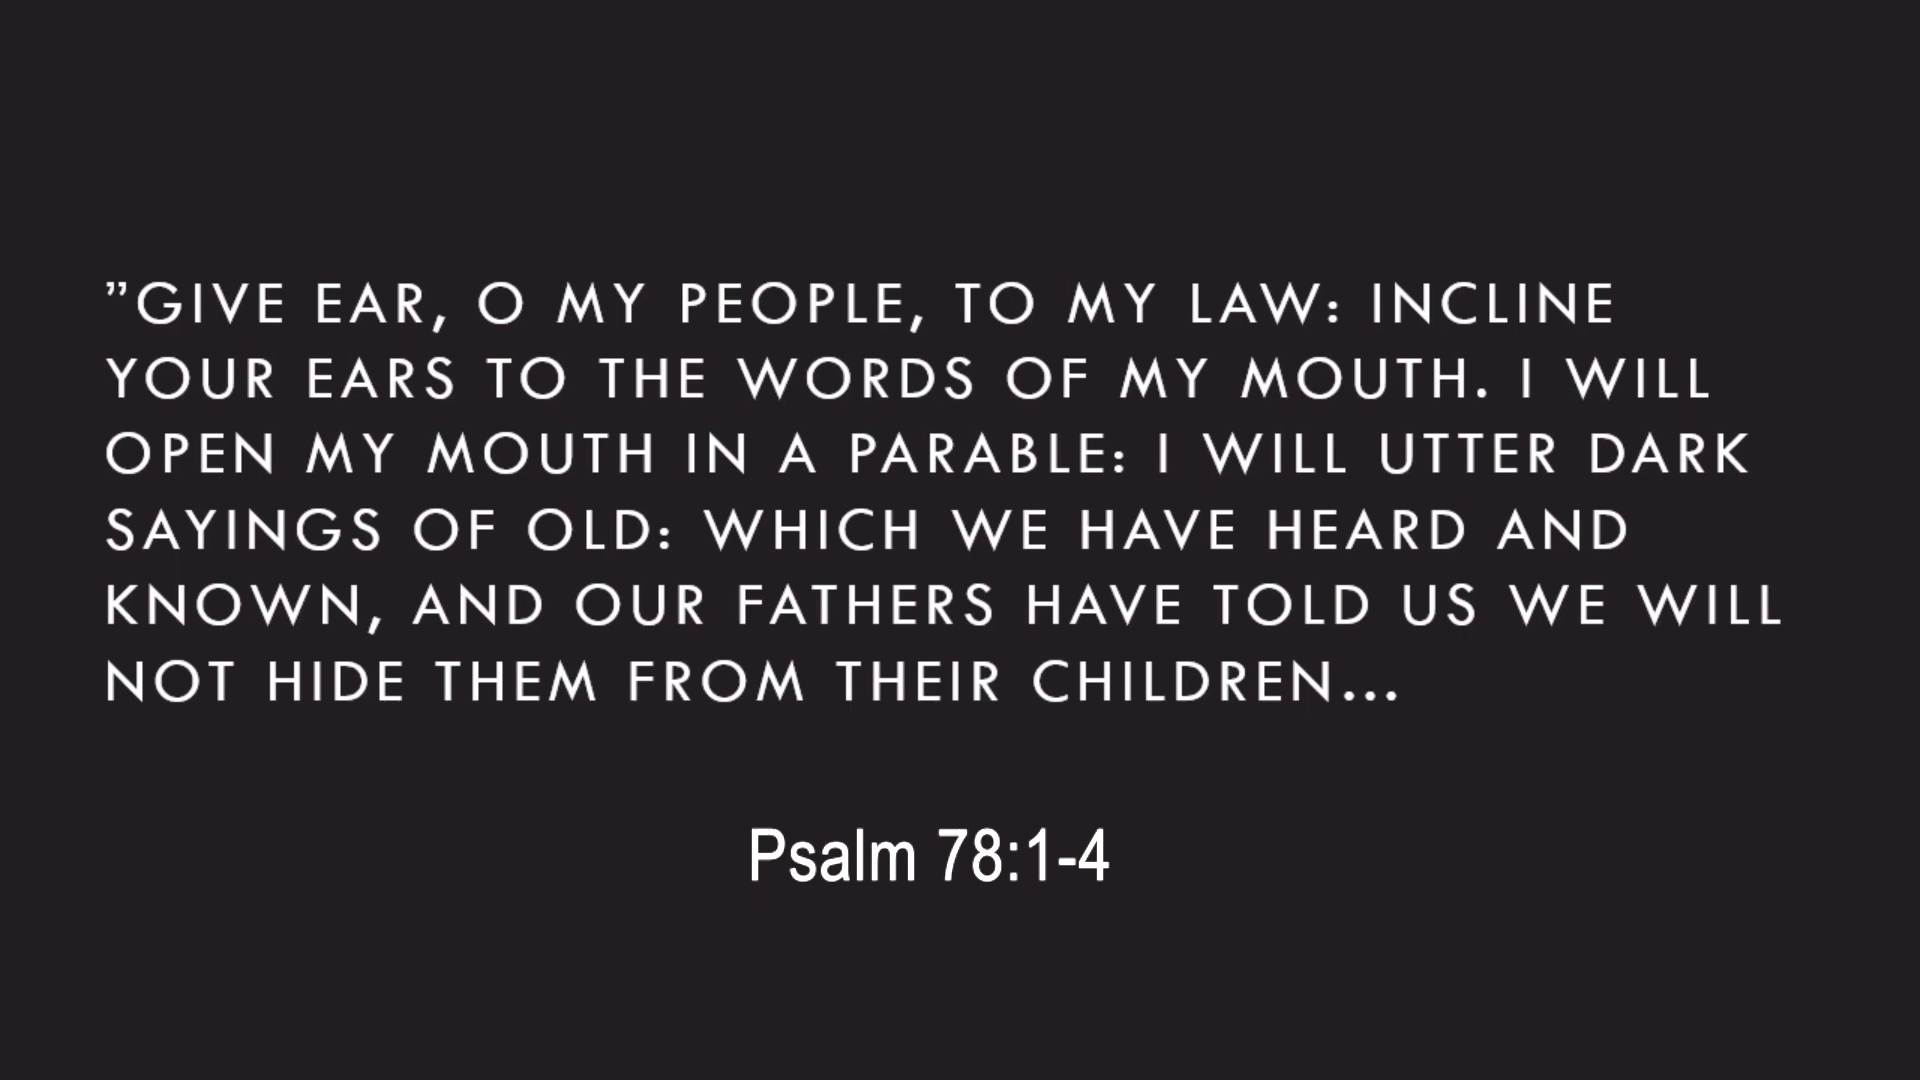 ”GIVE EAR, O MY PEOPLE, TO MY LAW: INCLINE
YOUR EARS TO THE WORDS OF MY MOUTH. I WILL
OPEN MY MOUTH IN A PARABLE: I WILL UTTER DARK
SAYINGS OF OLD: WHICH WE HAVE HEARD AND
KNOWN, AND OUR FATHERS HAVE TOLD US WE WILL
NOT HIDE THEM FROM THEIR CHILDREN...
Psalm 78:1-4